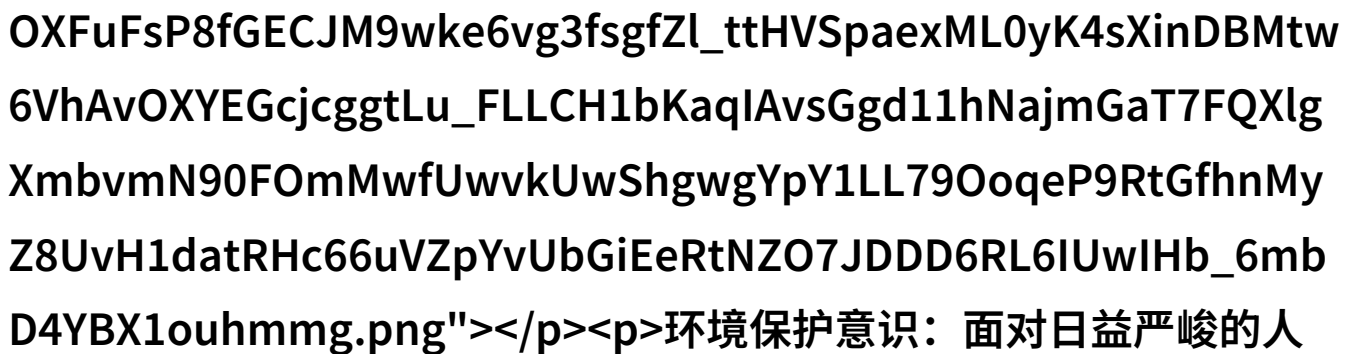 OXFuFsP8fGECJM9wke6vg3fsgfZl_ttHVSpaexML0yK4sXinDBMtw
6VhAvOXYEGcjcggtLu_FLLCH1bKaqIAvsGgd11hNajmGaT7FQXlg
XmbvmN90FOmMwfUwvkUwShgwgYpY1LL79OoqeP9RtGfhnMy
Z8UvH1datRHc66uVZpYvUbGiEeRtNZO7JDDD6RL6IUwIHb_6mb
D4YBX1ouhmmg.png"></p><p>环境保护意识：面对日益严峻的人